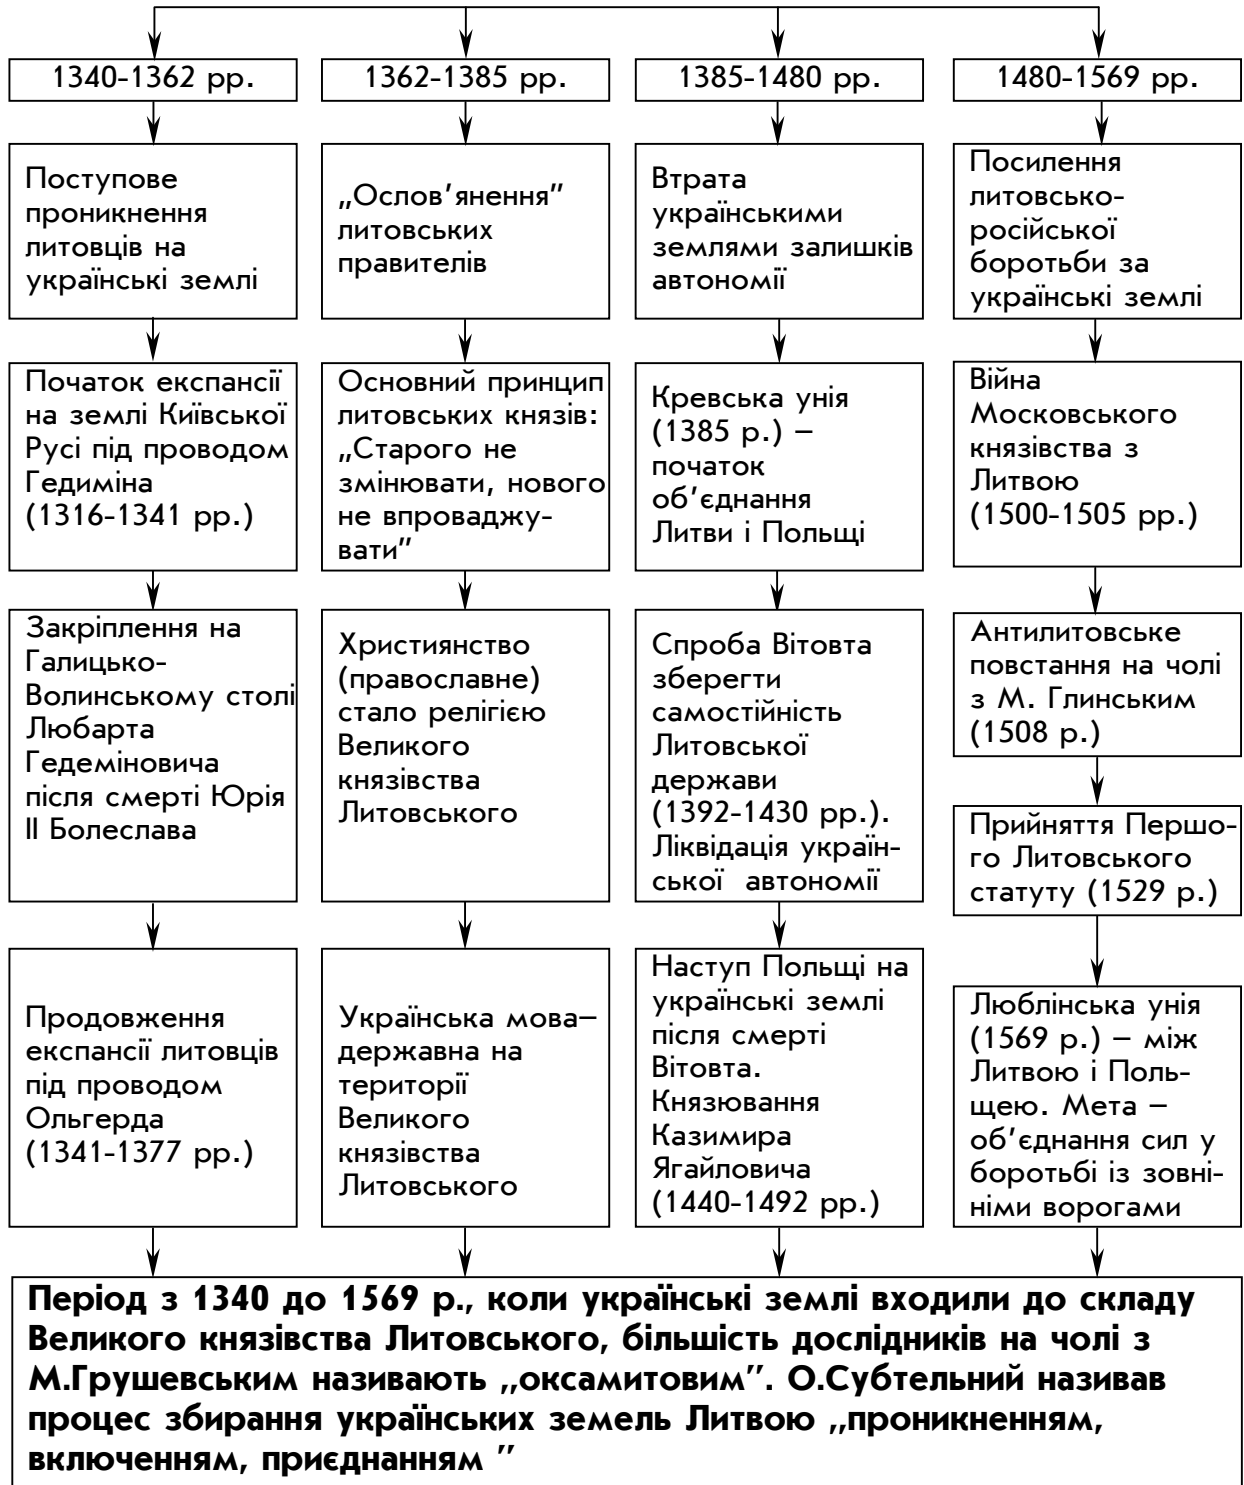 1340-1362 рр.
1362-1385 рр.
1385-1480 рр.
1480-1569 рр.
Поступове
проникнення
литовців на
українські землі
„Ослов’янення”
литовських
правителів
Втрата
українськими
землями залишків
автономії
Посилення
литовсько-
російської
боротьби за
українські землі
Початок експансії
на землі Київської
Русі під проводом
Гедиміна
(1316-1341 рр.)
Основний принцип
литовських князів:
„Старого не
змінювати, нового
не впроваджу-
вати”
Кревська унія
(1385 р.) –
початок
об’єднання
Литви і Польщі
Війна
Московського
князівства з
Литвою
(1500-1505 рр.)
Закріплення на
Галицько-
Волинському столі
Любарта
Гедеміновича
після смерті Юрія
ІІ Болеслава
Християнство
(православне)
стало релігією
Великого
князівства
Литовського
Спроба Вітовта
зберегти
самостійність
Литовської
держави
(1392-1430 рр.).
Ліквідація україн-
ської автономії
Антилитовське
повстання на чолі
з М. Глинським
(1508 р.)
Прийняття Першо-
го Литовського
статуту (1529 р.)
Продовження
експансії литовців
під проводом
Ольгерда
(1341-1377 рр.)
Українська мова–
державна на
території
Великого
князівства
Литовського
Наступ Польщі на
українські землі
після смерті
Вітовта.
Князювання
Казимира
Ягайловича
(1440-1492 рр.)
Люблінська унія
(1569 р.) – між
Литвою і Поль-
щею. Мета –
об’єднання сил у
боротьбі із зовні-
німи ворогами
Період з 1340 до 1569 р., коли українські землі входили до складу
Великого князівства Литовського, більшість дослідників на чолі з
М.Грушевським називають ,,оксамитовим”. О.Субтельний називав
процес збирання українських земель Литвою ,,проникненням,
включенням, приєднанням ”